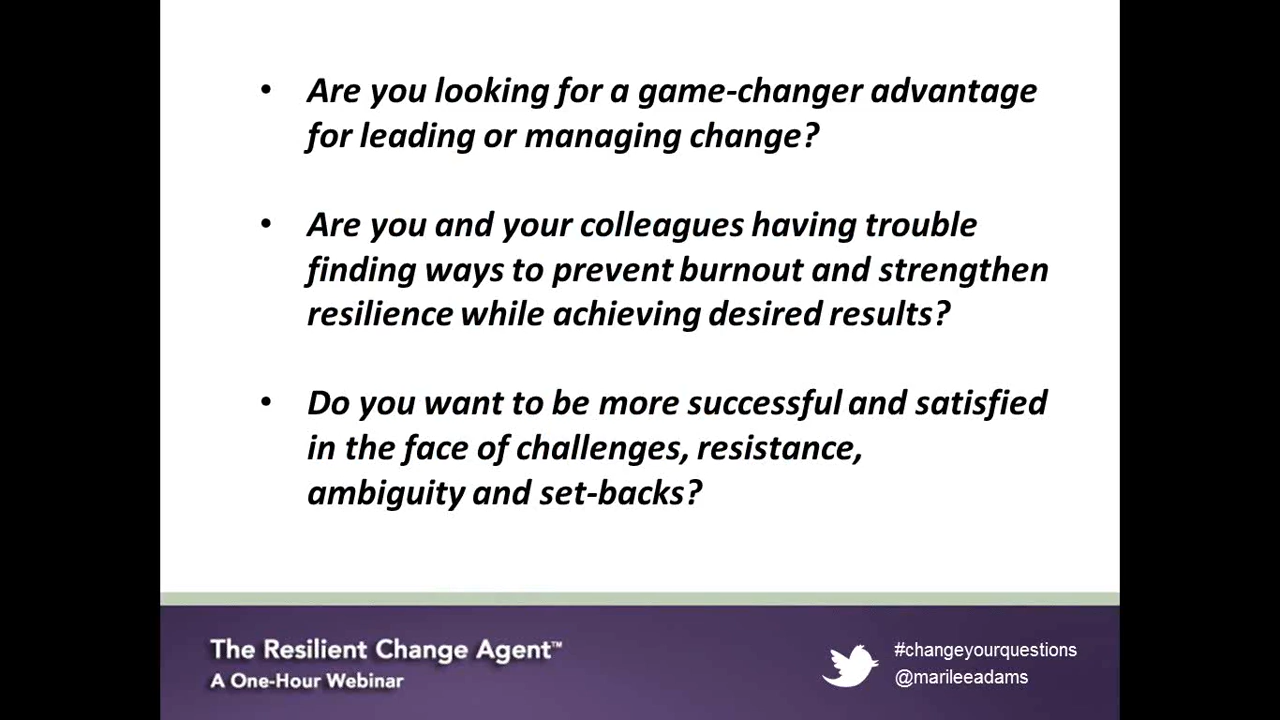 • Are you looking for a game-changer advantage
for leading or managing change?
• Are you and your colleagues having trouble
finding ways to prevent burnout and strengthen
resilience while achieving desired results?
• Do you want to be more successful and satisfied
in the face of challenges, resistance,
ambiguity and set-backs?
The Resilient Change Agent™
A One-Hour Webinar
#changeyourquestions
@marileeadams